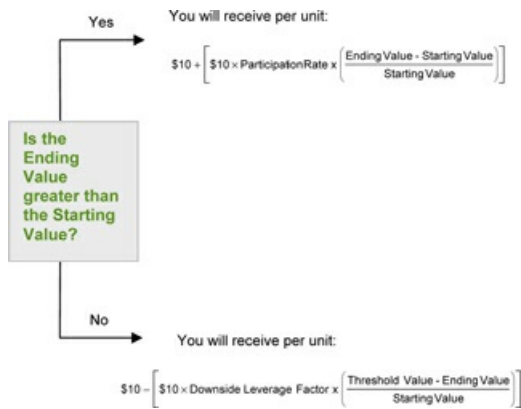 Yes
You will receive per unit:
$10 + [$10 × Participation Rate x (Ending Value - Starting Value / Starting Value)]
Is the
Ending
Value
greater than
the Starting
Value?
No
You will receive per unit:
$10 − [$10 × Downside Leverage Factor x (Threshold Value - Ending Value / Starting Value)]